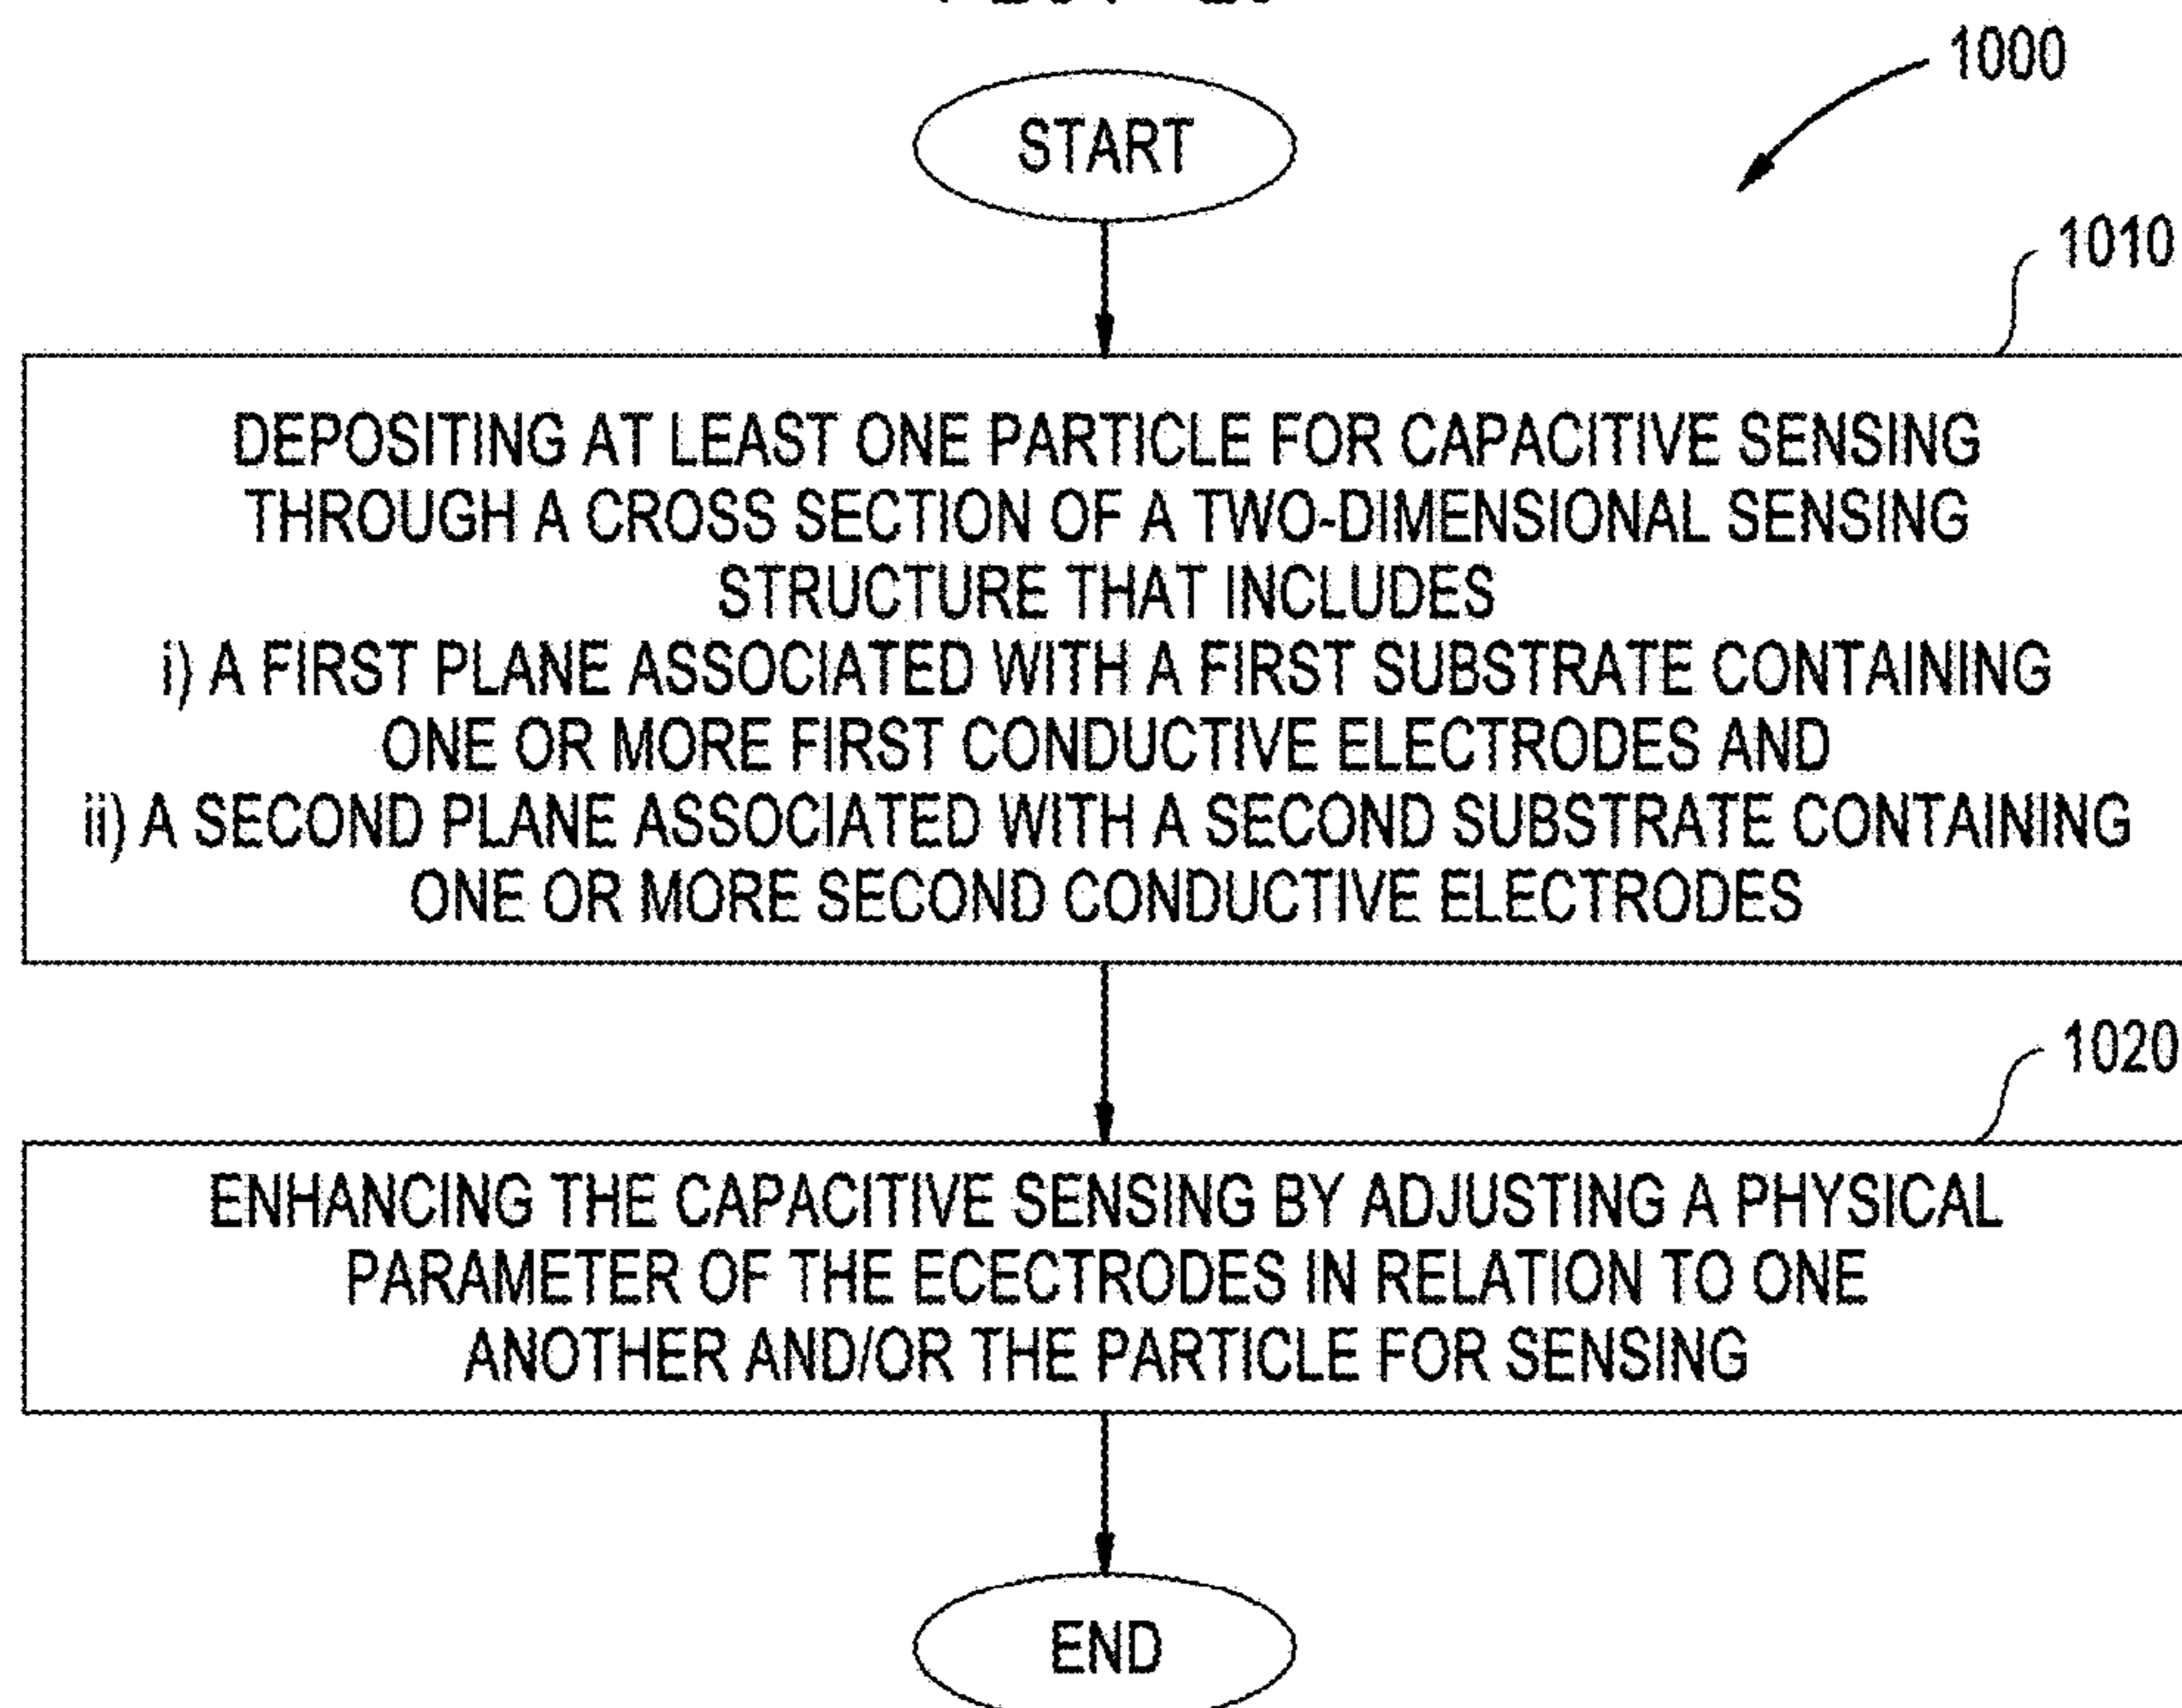 1000
START
1010
DEPOSITING AT LEAST ONE PARTICLE FOR CAPACITIVE SENSING
THROUGH A CROSS SECTION OF A TWO-DIMENSIONAL SENSING
STRUCTURE THAT INCLUDES
i) A FIRST PLANE ASSOCIATED WITH A FIRST SUBSTRATE CONTAINING
ONE OR MORE FIRST CONDUCTIVE ELECTRODES AND
ii) A SECOND PLANE ASSOCIATED WITH A SECOND SUBSTRATE CONTAINING
ONE OR MORE SECOND CONDUCTIVE ELECTRODES
1020
ENHANCING THE CAPACITIVE SENSING BY ADJUSTING A PHYSICAL
PARAMETER OF THE ECECTRODES IN RELATION TO ONE
ANOTHER AND/OR THE PARTICLE FOR SENSING
END